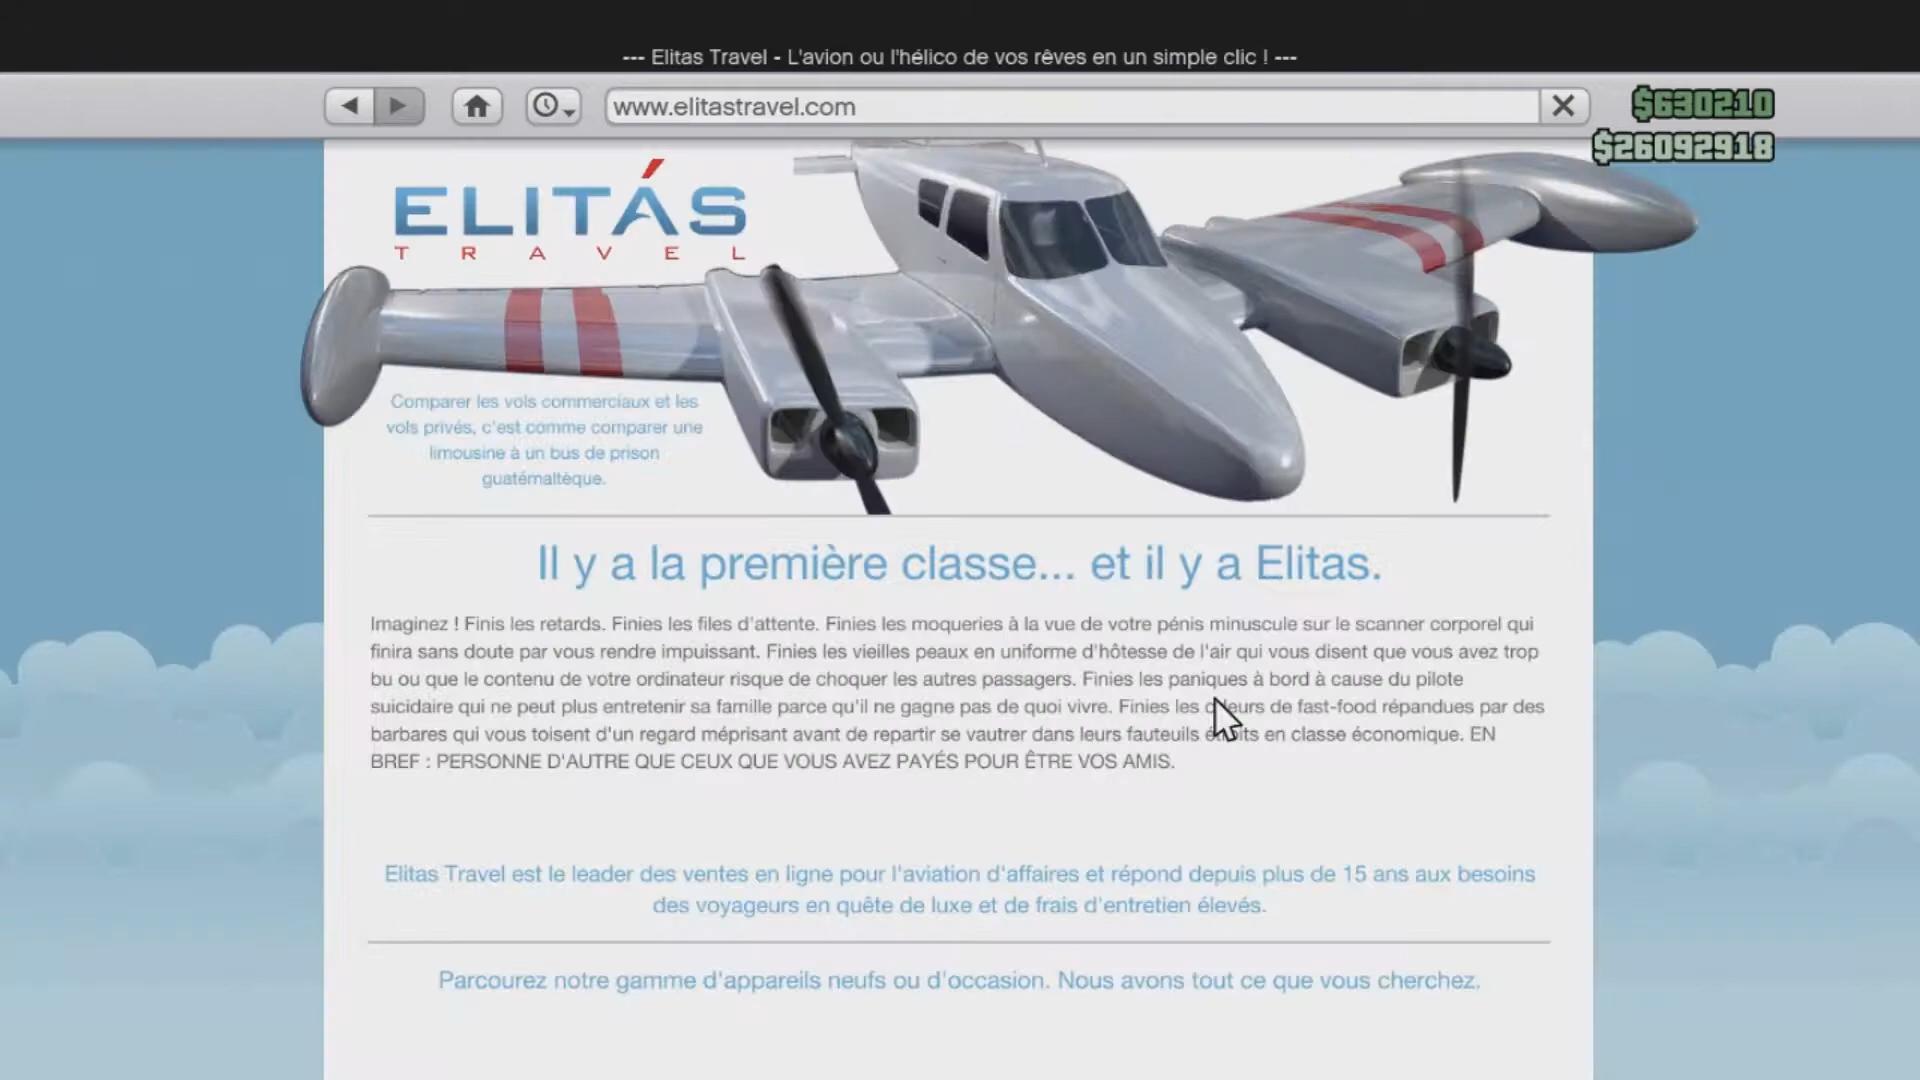 --- Elitas Travel - L'avion ou l'hélico de vos rêves en un simple clic ! ---
www.elitastravel.com
$630210
$26092918
ELITÁS
TRAVEL
Comparer les vols commerciaux et les
vols privés, c'est comme comparer une
limousine à un bus de prison
guatémaltèque.
Il y a la première classe... et il y a Elitas.
Imaginez ! Finis les retards. Finies les files d'attente. Finies les moqueries à la vue de votre pénis minuscule sur le scanner corporel qui
finira sans doute par vous rendre impuissant. Finies les vieilles peaux en uniforme d'hôtesse de l'air qui vous disent que vous avez trop
bu ou que le contenu de votre ordinateur risque de choquer les autres passagers. Finies les paniques à bord à cause du pilote
suicidaire qui ne peut plus entretenir sa famille parce qu'il ne gagne pas de quoi vivre. Finies les de fast-food répandues par des
barbares qui vous toisent d'un regard méprisant avant de repartir se vautrer dans leurs fauteuils en classe économique. EN
BREF : PERSONNE D'AUTRE QUE CEUX QUE VOUS AVEZ PAYÉS POUR ÊTRE VOS AMIS.
Elitas Travel est le leader des ventes en ligne pour l'aviation d'affaires et répond depuis plus de 15 ans aux besoins
des voyageurs en quête de luxe et de frais d'entretien élevés.
Parcourez notre gamme d'appareils neufs ou d'occasion. Nous avons tout ce que vous cherchez.